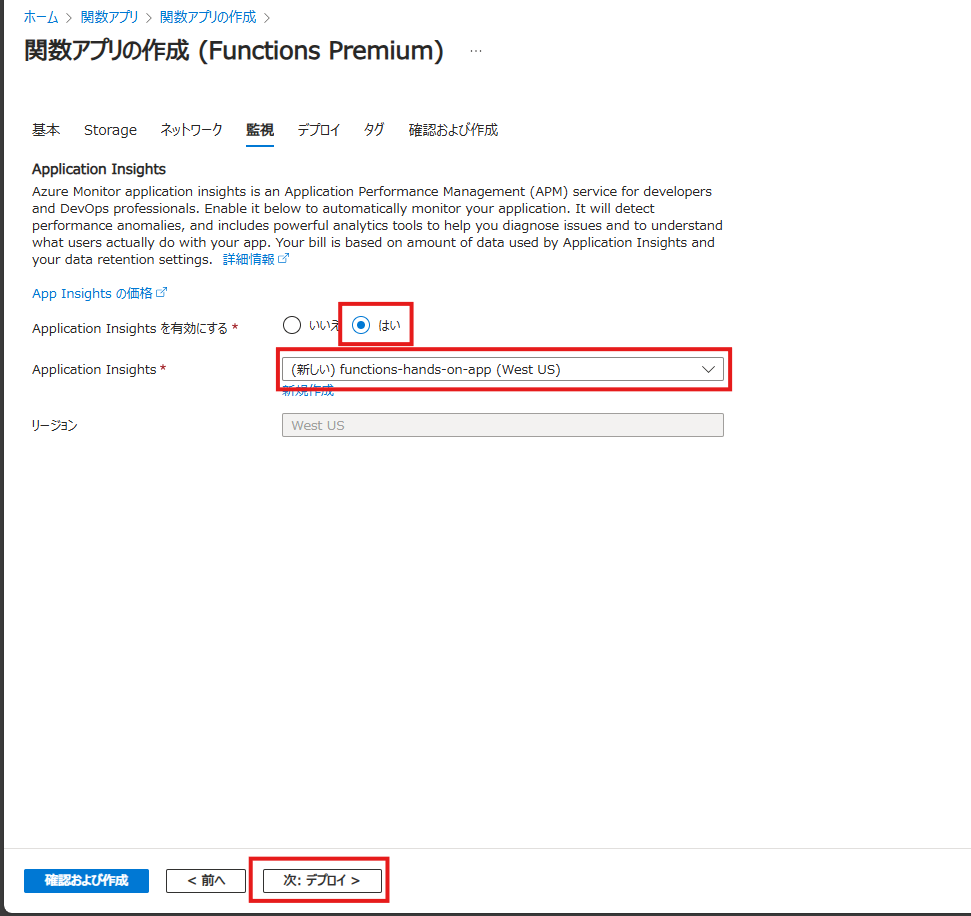 ホーム > 関数アプリ > 関数アプリの作成 >
関数アプリの作成 (Functions Premium) ...
基本 Storage ネットワーク 監視 デプロイ タグ 確認および作成
Application Insights
Azure Monitor application insights is an Application Performance Management (APM) service for developers
and DevOps professionals. Enable it below to automatically monitor your application. It will detect
performance anomalies, and includes powerful analytics tools to help you diagnose issues and to understand
what users actually do with your app. Your bill is based on amount of data used by Application Insights and
your data retention settings. 詳細情報
App Insights の価格
Application Insights を有効にする * いいえ はい
Application Insights * (新しい) functions-hands-on-app (West US)
新規作成
リージョン West US
確認および作成 < 前へ 次: デプロイ >